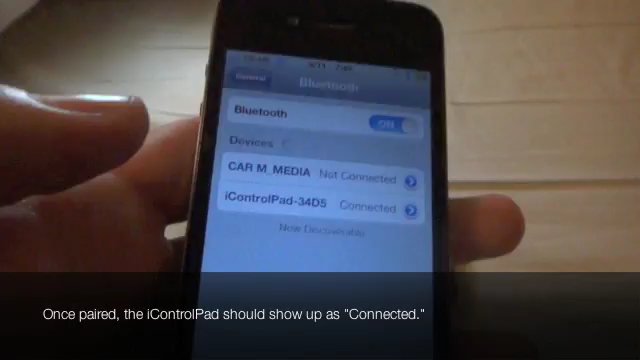 General
Bluetooth
Bluetooth ON
Devices
CAR M_MEDIA Not Connected
iControlPad-34D5 Connected
Now Discoverable
Once paired, the iControlPad should show up as "Connected."